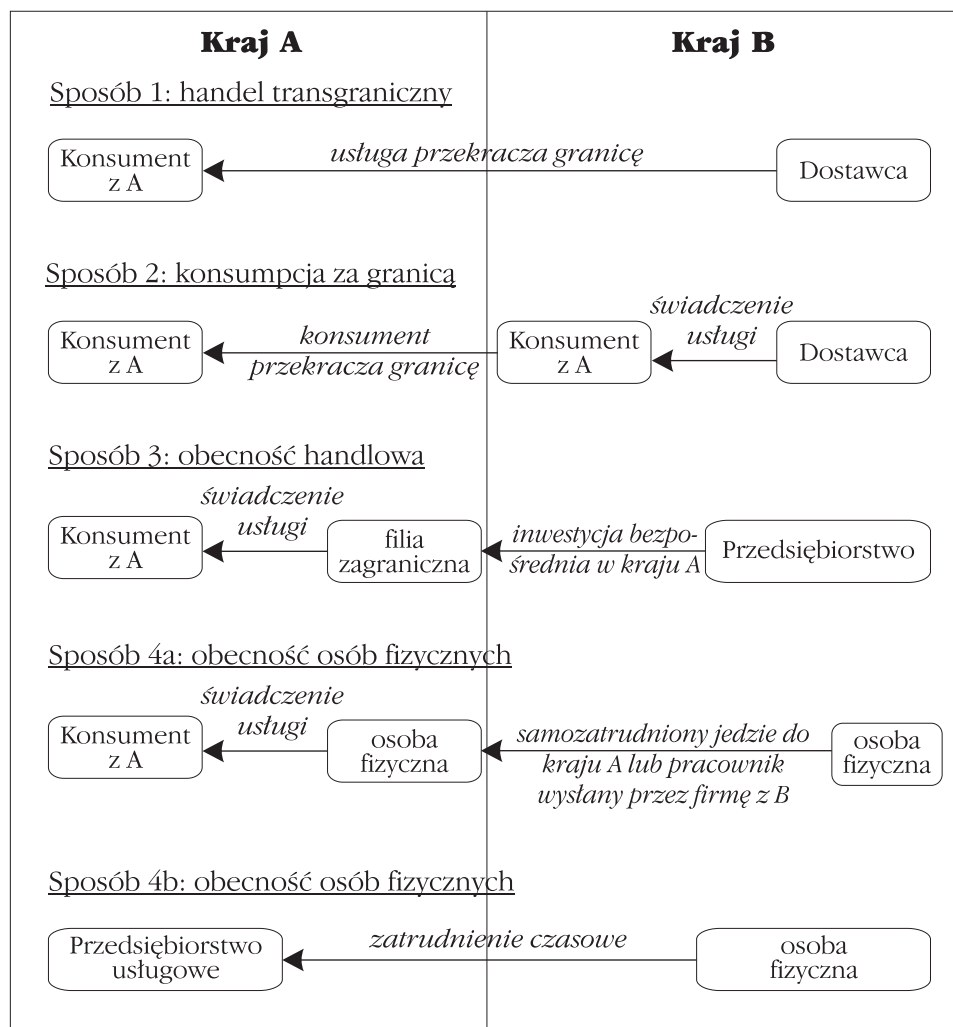 Kraj A
Kraj B
Sposób 1: handel transgraniczny
Konsument
z A
usługa przekracza granicę
Dostawca
Sposób 2: konsumpcja za granicą
Konsument
z A
konsument
przekracza granicę
Konsument
z A
świadczenie
usługi
Dostawca
Sposób 3: obecność handlowa
Konsument
z A
świadczenie
usługi
filia
zagraniczna
inwestycja bezpo-
średnia w kraju A
Przedsiębiorstwo
Sposób 4a: obecność osób fizycznych
Konsument
z A
świadczenie
usługi
osoba
fizyczna
samozatrudniony jedzie do
kraju A lub pracownik
wysłany przez firmę z B
osoba
fizyczna
Sposób 4b: obecność osób fizycznych
Przedsiębiorstwo
usługowe
zatrudnienie czasowe
osoba
fizyczna